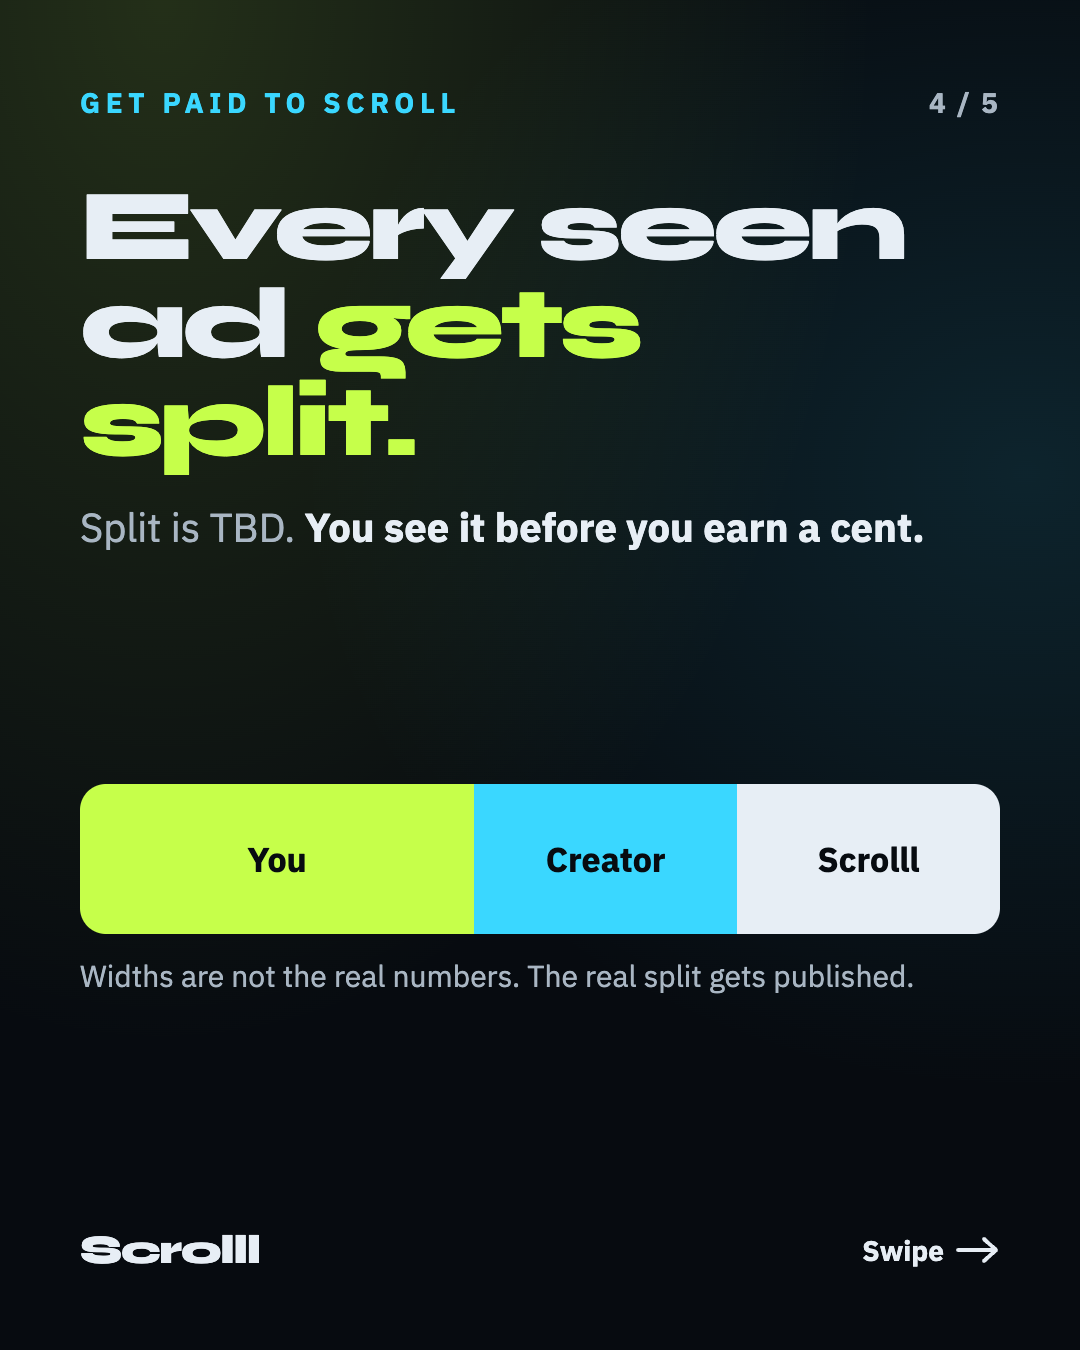 GET PAID TO SCROLL
4 / 5
Every seen
ad gets
split.
Split is TBD. You see it before you earn a cent.
You
Creator
Scrolll
Widths are not the real numbers. The real split gets published.
Scrolll
Swipe →